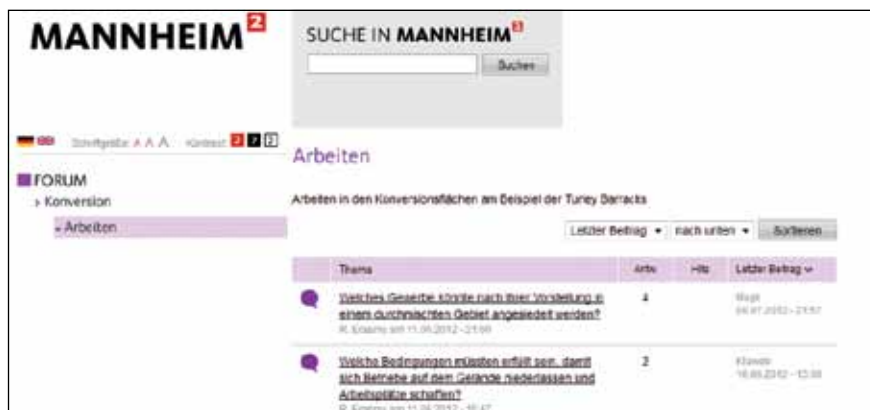 MANNHEIM²
SUCHE IN MANNHEIM²
Suchen
Schriftgröße A A A Kontrast 2 2 2
Arbeiten
FORUM
Konversion
Arbeiten
Arbeiten in den Konversionsflächen am Beispiel der Turley Barracks
Letzter Beitrag nach unten Sortieren
Thema Antw. Hits Letzter Beitrag
Welches Gewerbe könnte nach Ihrer Vorstellung in 4
einem durchmischten Gebiet angesiedelt werden?
Welche Bedingungen müssten erfüllt sein, damit 2
sich Betriebe auf dem Gelände niederlassen und
Arbeitsplätze schaffen?